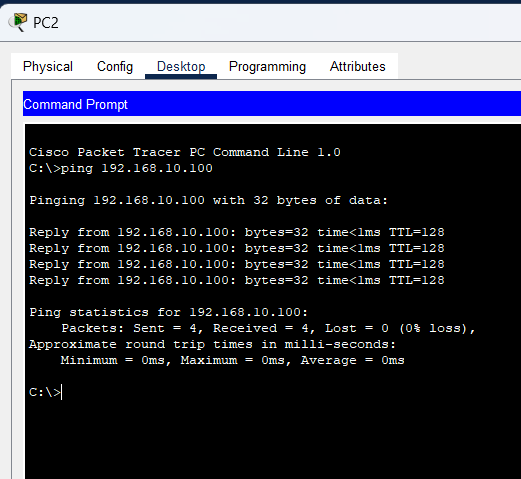 PC2
Physical Config Desktop Programming Attributes
Command Prompt
Cisco Packet Tracer PC Command Line 1.0
C:\>ping 192.168.10.100
Pinging 192.168.10.100 with 32 bytes of data:
Reply from 192.168.10.100: bytes=32 time<1ms TTL=128
Reply from 192.168.10.100: bytes=32 time<1ms TTL=128
Reply from 192.168.10.100: bytes=32 time<1ms TTL=128
Reply from 192.168.10.100: bytes=32 time<1ms TTL=128
Ping statistics for 192.168.10.100:
Packets: Sent = 4, Received = 4, Lost = 0 (0% loss),
Approximate round trip times in milli-seconds:
Minimum = 0ms, Maximum = 0ms, Average = 0ms
C:\>